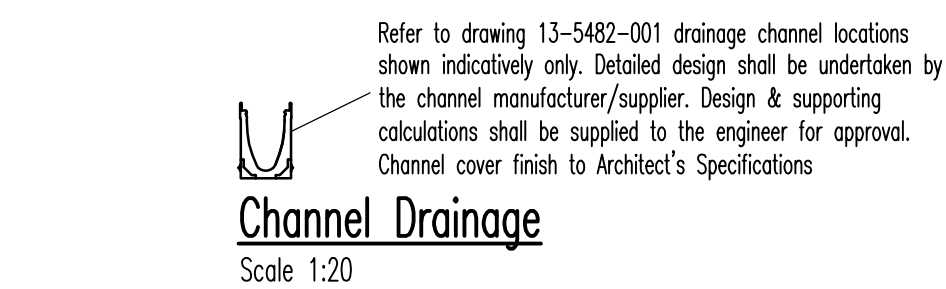 Refer to drawing 13-5482-001 drainage channel locations
shown indicatively only. Detailed design shall be undertaken by
the channel manufacturer/supplier. Design & supporting
calculations shall be supplied to the engineer for approval.
Channel cover finish to Architect's Specifications
Channel Drainage
Scale 1:20